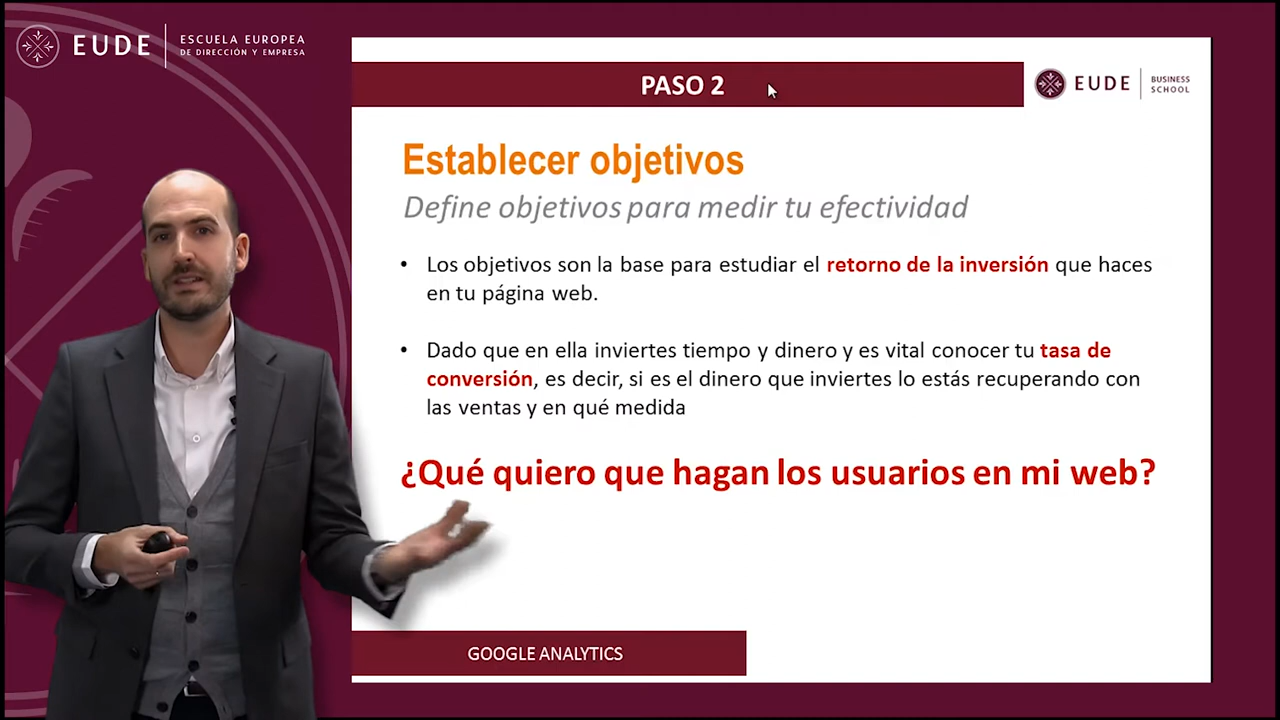 EUDE
ESCUELA EUROPEA
DE DIRECCIÓN Y EMPRESA
PASO 2
EUDE
BUSINESS
SCHOOL
Establecer objetivos
Define objetivos para medir tu efectividad
• Los objetivos son la base para estudiar el retorno de la inversión que haces
en tu página web.
• Dado que en ella inviertes tiempo y dinero y es vital conocer tu tasa de
conversión, es decir, si es el dinero que inviertes lo estás recuperando con
las ventas y en qué medida
¿Qué quiero que hagan los usuarios en mi web?
GOOGLE ANALYTICS